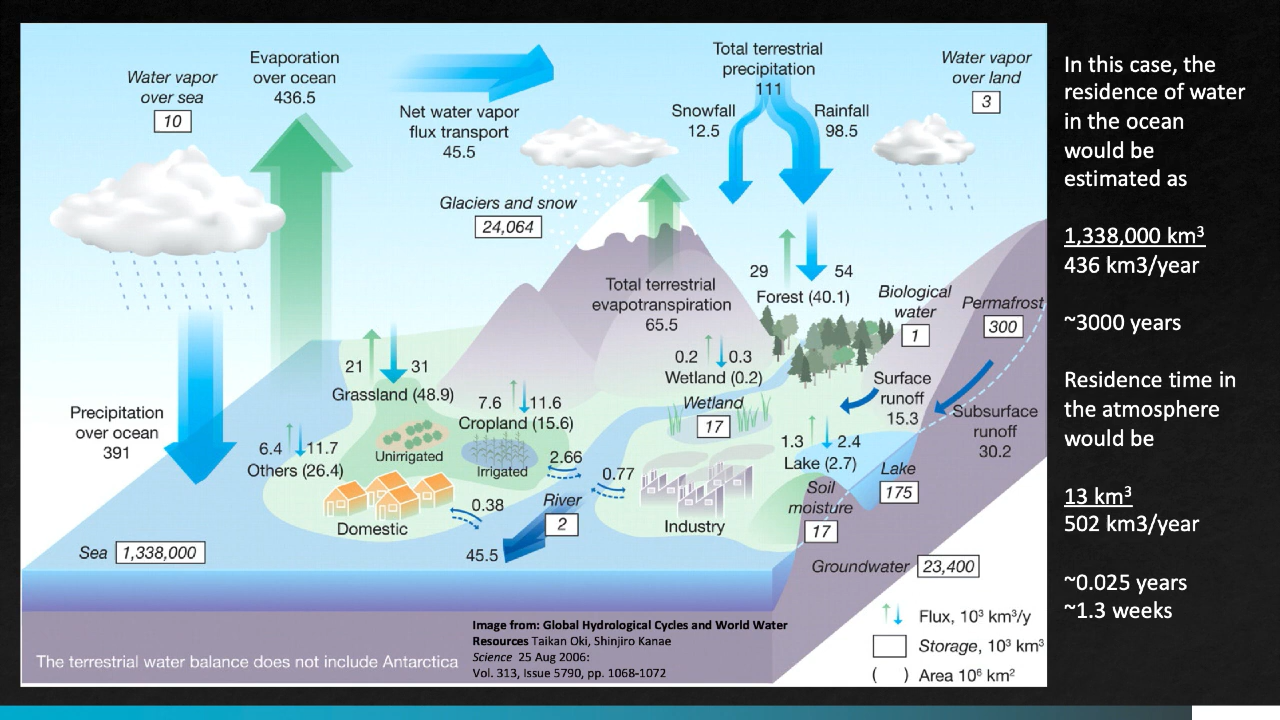 Water vapor
over sea
10
Evaporation
over ocean
436.5
Net water vapor
flux transport
45.5
Total terrestrial
precipitation
111
Snowfall
12.5
Rainfall
98.5
Water vapor
over land
3
Glaciers and snow
24,064
Total terrestrial
evapotranspiration
65.5
29
54
Forest (40.1)
Biological
water
1
Permafrost
300
21
31
Grassland (48.9)
0.2
0.3
Wetland (0.2)
Wetland
17
7.6
11.6
Cropland (15.6)
Surface
runoff
15.3
Subsurface
runoff
30.2
Precipitation
over ocean
391
6.4
11.7
Others (26.4)
Unirrigated
Irrigated
2.66
0.77
1.3
2.4
Lake (2.7)
Lake
175
Soil
moisture
17
0.38
River
2
Domestic
Industry
45.5
Sea 1,338,000
Groundwater 23,400
Flux, 10³ km³/y
Storage, 10³ km³
( ) Area 10⁶ km²
The terrestrial water balance does not include Antarctica
Image from: Global Hydrological Cycles and World Water
Resources Taikan Oki, Shinjiro Kanae
Science 25 Aug 2006:
Vol. 313, Issue 5790, pp. 1068-1072
In this case, the
residence of water
in the ocean
would be
estimated as
1,338,000 km³
436 km3/year
~3000 years
Residence time in
the atmosphere
would be
13 km³
502 km3/year
~0.025 years
~1.3 weeks